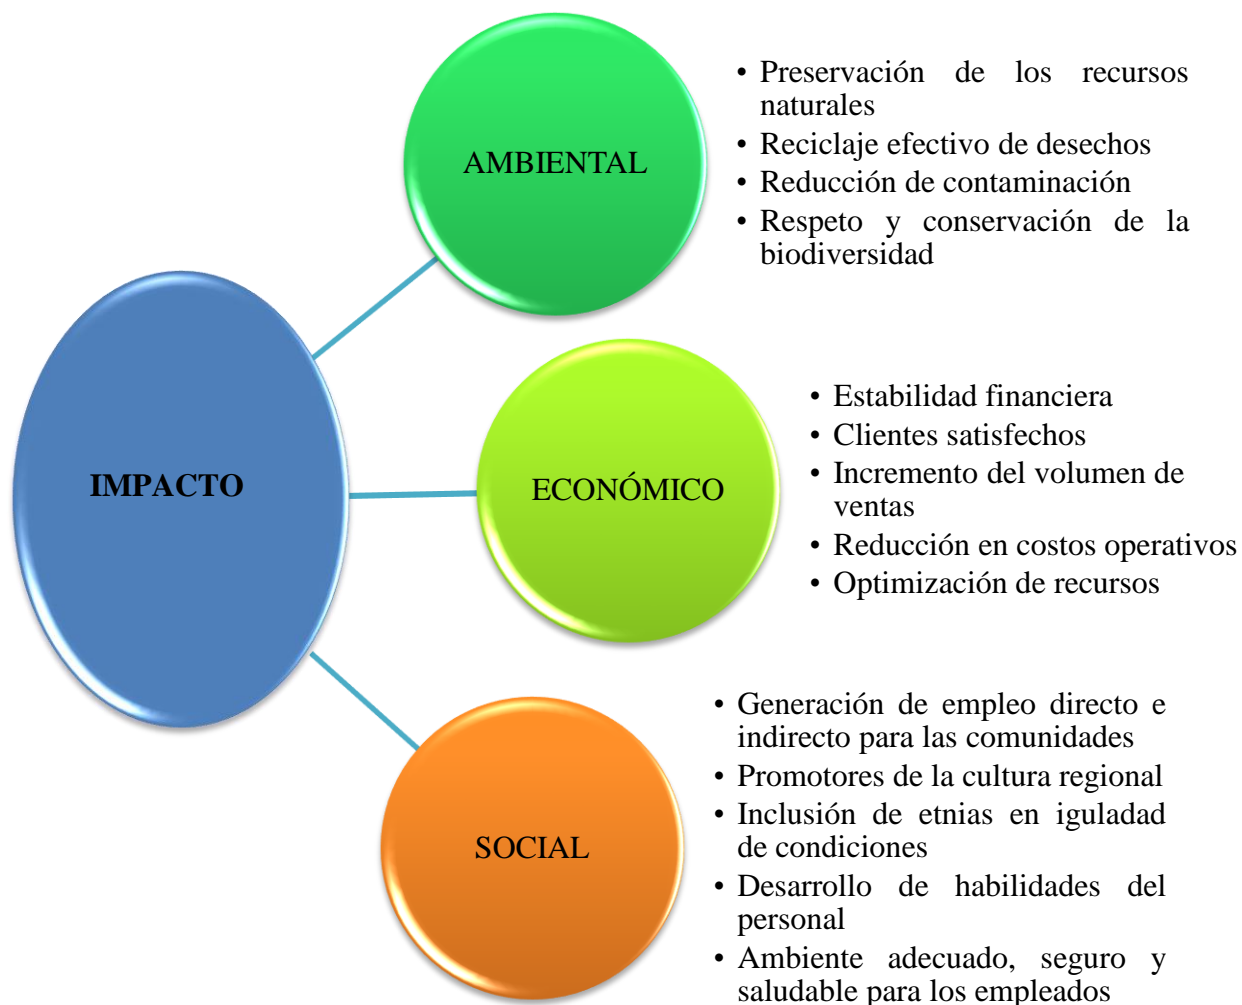 IMPACTO
AMBIENTAL
• Preservación de los recursos
naturales
• Reciclaje efectivo de desechos
• Reducción de contaminación
• Respeto y conservación de la
biodiversidad
ECONÓMICO
• Estabilidad financiera
• Clientes satisfechos
• Incremento del volumen de
ventas
• Reducción en costos operativos
• Optimización de recursos
SOCIAL
• Generación de empleo directo e
indirecto para las comunidades
• Promotores de la cultura regional
• Inclusión de etnias en iguladad
de condiciones
• Desarrollo de habilidades del
personal
• Ambiente adecuado, seguro y
saludable para los empleados